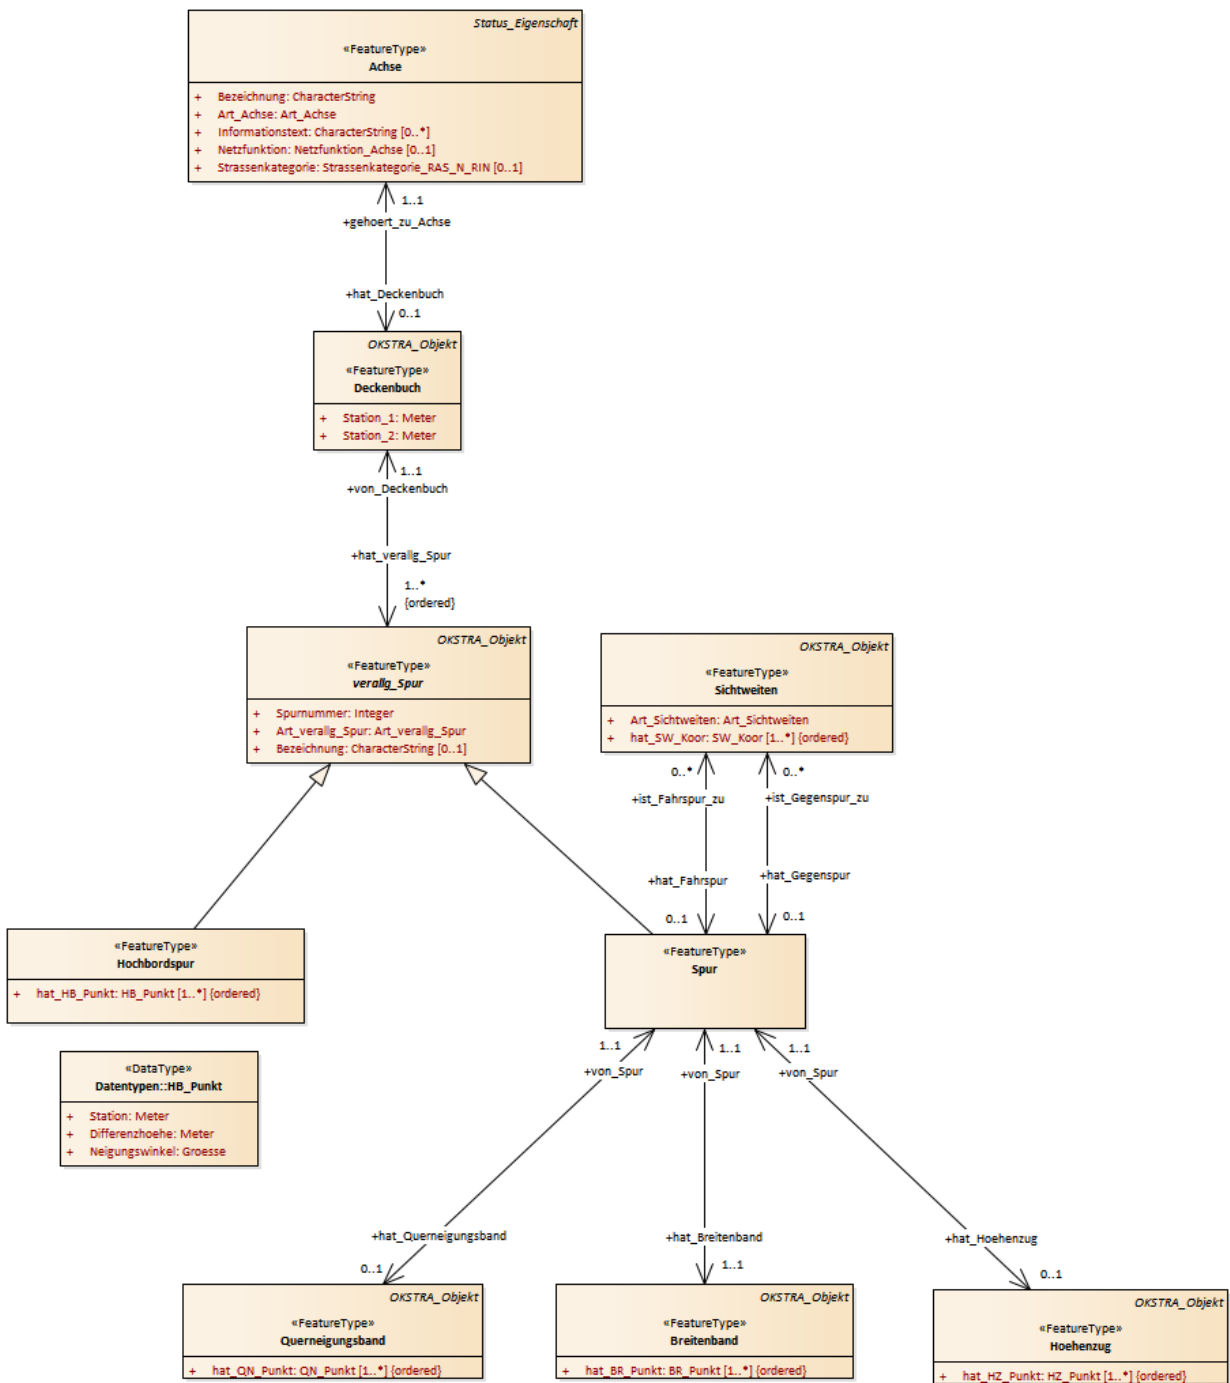 Status_Eigenschaft
«FeatureType»
Achse
+ Bezeichnung: CharacterString
+ Art_Achse: Art_Achse
+ Informationstext: CharacterString [0..*]
+ Netzfunktion: Netzfunktion_Achse [0..1]
+ Strassenkategorie: Strassenkategorie_RAS_N_RIN [0..1]
1..1
+gehoert_zu_Achse
+hat_Deckenbuch
0..1
OKSTRA_Objekt
«FeatureType»
Deckenbuch
+ Station_1: Meter
+ Station_2: Meter
1..1
+von_Deckenbuch
+hat_verallg_Spur
1..*
{ordered}
OKSTRA_Objekt
«FeatureType»
verallg_Spur
+ Spurnummer: Integer
+ Art_verallg_Spur: Art_verallg_Spur
+ Bezeichnung: CharacterString [0..1]
OKSTRA_Objekt
«FeatureType»
Sichtweiten
+ Art_Sichtweiten: Art_Sichtweiten
+ hat_SW_Koor: SW_Koor [1..*] {ordered}
0..* 0..*
+ist_Fahrspur_zu +ist_Gegenspur_zu
+hat_Fahrspur +hat_Gegenspur
0..1 0..1
«FeatureType»
Hochbordspur
+ hat_HB_Punkt: HB_Punkt [1..*] {ordered}
«FeatureType»
Spur
«DataType»
Datentypen::HB_Punkt
+ Station: Meter
+ Differenzhoehe: Meter
+ Neigungswinkel: Groesse
1..1 1..1 1..1
+von_Spur +von_Spur +von_Spur
+hat_Querneigungsband +hat_Breitenband +hat_Hoehenzug
0..1 1..1 0..1
OKSTRA_Objekt
«FeatureType»
Querneigungsband
+ hat_QN_Punkt: QN_Punkt [1..*] {ordered}
OKSTRA_Objekt
«FeatureType»
Breitenband
+ hat_BR_Punkt: BR_Punkt [1..*] {ordered}
OKSTRA_Objekt
«FeatureType»
Hoehenzug
+ hat_HZ_Punkt: HZ_Punkt [1..*] {ordered}